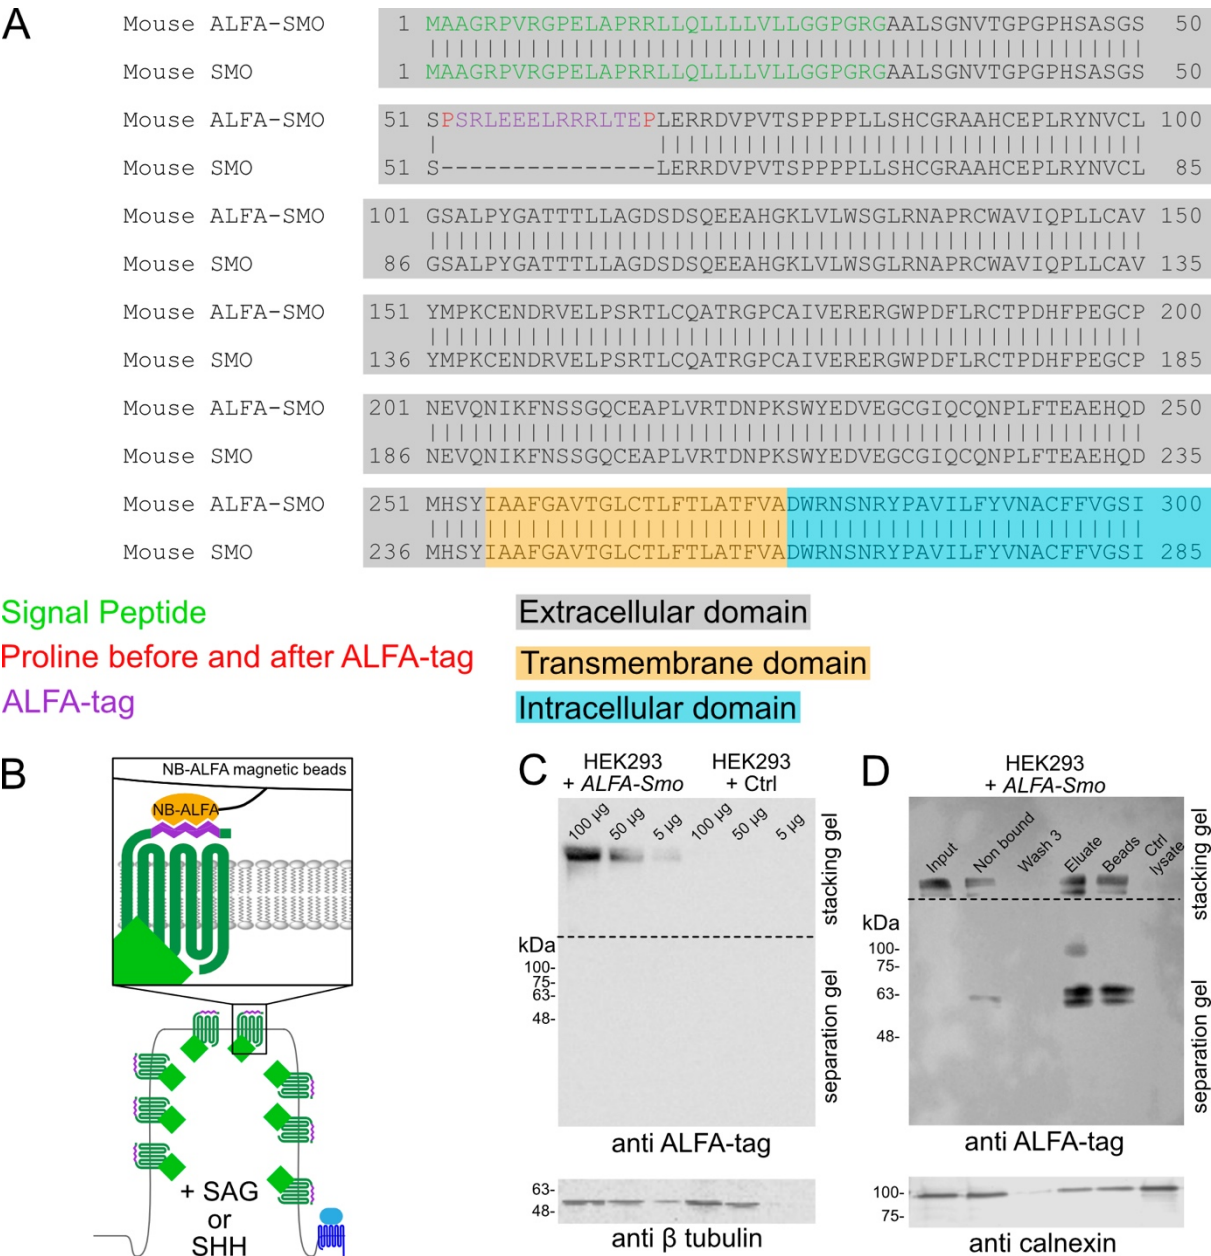 A
Mouse ALFA-SMO 1 MAAGRPVRGPELAPRRLLQLLLLVLLGGPGRGAALSGNVTGPGPHSASGS 50
Mouse SMO 1 MAAGRPVRGPELAPRRLLQLLLLVLLGGPGRGAALSGNVTGPGPHSASGS 50
Mouse ALFA-SMO 51 SPSRLEEELRRRLTEPLERRDVPVTSPPPPLLSHCGRAAHCEPLRYNVCL 100
Mouse SMO 51 S---------------LERRDVPVTSPPPPLLSHCGRAAHCEPLRYNVCL 85
Mouse ALFA-SMO 101 GSALPYGATTTLLAGDSDSQEEAHGKLVLWSGLRNAPRCWAVIQPLLCAV 150
Mouse SMO 86 GSALPYGATTTLLAGDSDSQEEAHGKLVLWSGLRNAPRCWAVIQPLLCAV 135
Mouse ALFA-SMO 151 YMPKCENDRVELPSRTLCQATRGPCAIVERERGWPDFLRCTPDHFPEGCP 200
Mouse SMO 136 YMPKCENDRVELPSRTLCQATRGPCAIVERERGWPDFLRCTPDHFPEGCP 185
Mouse ALFA-SMO 201 NEVQNIKFNSSGQCEAPLVRTDNPKSWYEDVEGCGIQCQNPLFTEAEHQD 250
Mouse SMO 186 NEVQNIKFNSSGQCEAPLVRTDNPKSWYEDVEGCGIQCQNPLFTEAEHQD 235
Mouse ALFA-SMO 251 MHSYIAAFGAVTGLCTLFTLATFVADWRNSNRYPAVILFYVNACFFVGSI 300
Mouse SMO 236 MHSYIAAFGAVTGLCTLFTLATFVADWRNSNRYPAVILFYVNACFFVGSI 285
Signal Peptide
Proline before and after ALFA-tag
ALFA-tag
Extracellular domain
Transmembrane domain
Intracellular domain
B
NB-ALFA magnetic beads
NB-ALFA
+ SAG
or
SHH
C
HEK293
+ ALFA-Smo
HEK293
+ Ctrl
100 µg 50 µg 5 µg 100 µg 50 µg 5 µg
stacking gel
kDa
100-
75-
63-
48-
separation gel
anti ALFA-tag
63-
48-
anti β tubulin
D
HEK293
+ ALFA-Smo
Input Non bound Wash 3 Eluate Beads Ctrl lysate
stacking gel
kDa
100-
75-
63-
48-
separation gel
anti ALFA-tag
100-
75-
anti calnexin